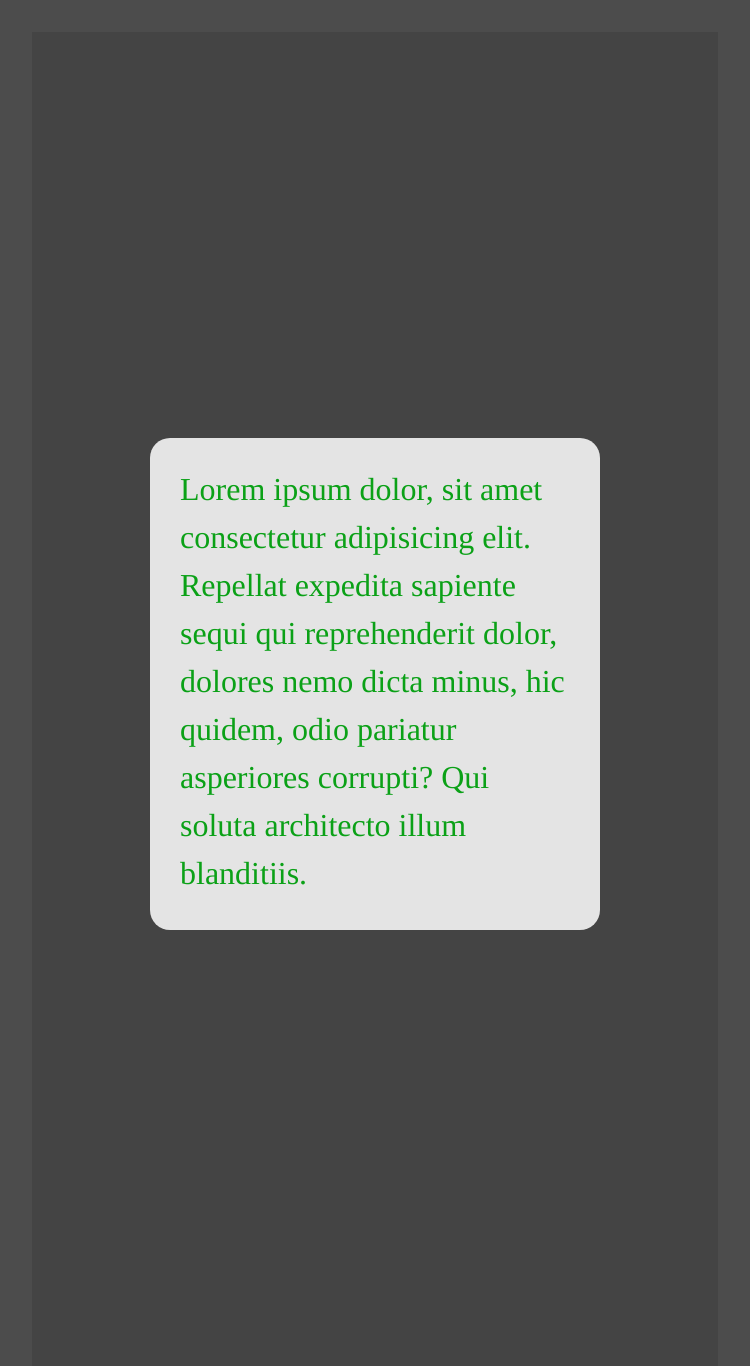 Lorem ipsum dolor, sit amet
consectetur adipisicing elit.
Repellat expedita sapiente
sequi qui reprehenderit dolor,
dolores nemo dicta minus, hic
quidem, odio pariatur
asperiores corrupti? Qui
soluta architecto illum
blanditiis.